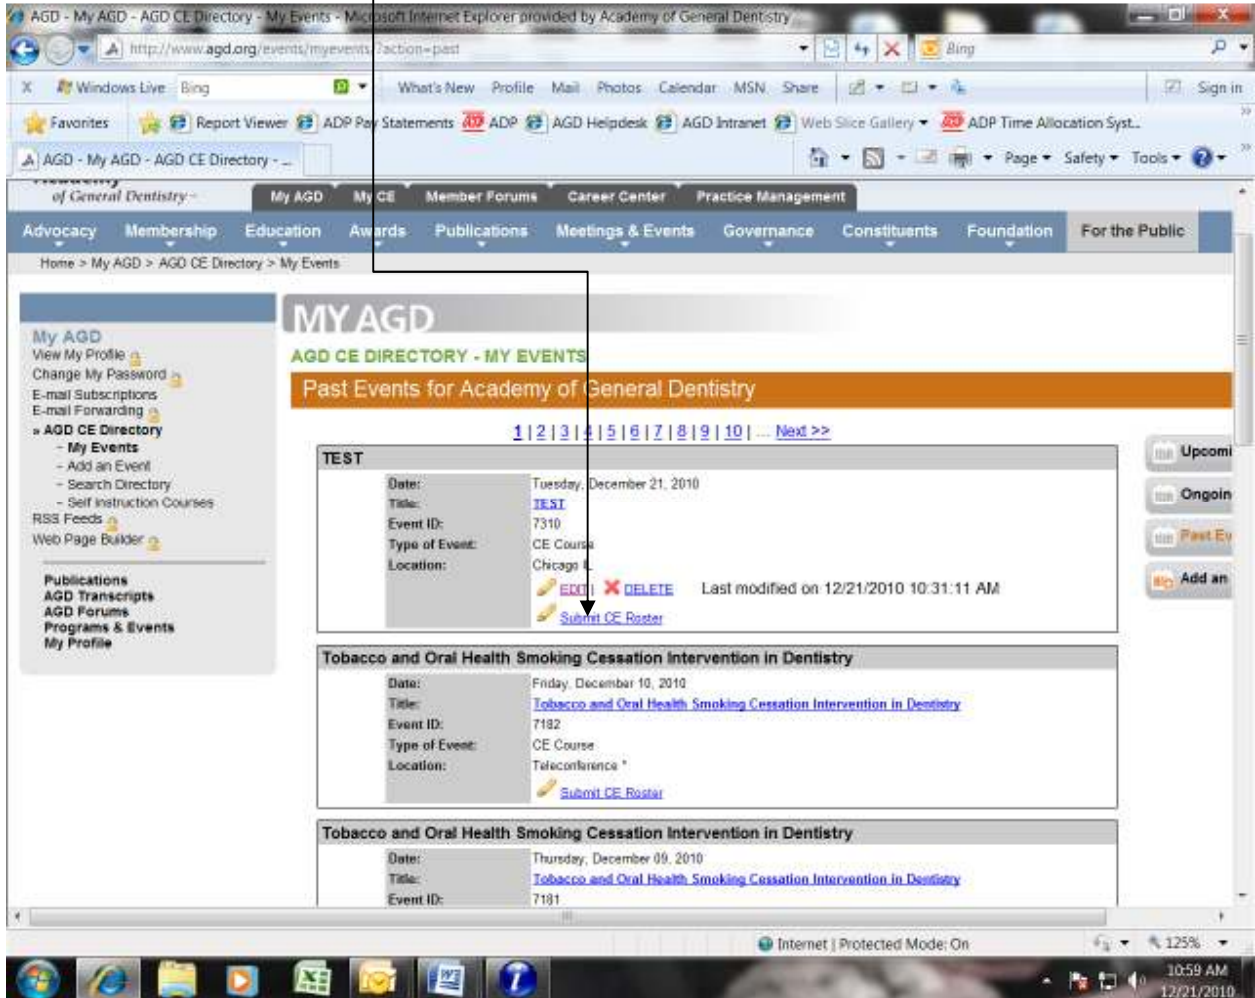 AGD - My AGD - AGD CE Directory - My Events - Microsoft Internet Explorer provided by Academy of General Dentistry
http://www.agd.org/events/myevents/?action=past
Bing
X Windows Live Bing What's New Profile Mail Photos Calendar MSN Share Sign in
Favorites Report Viewer ADP Pay Statements ADP AGD Helpdesk AGD Intranet Web Slice Gallery ADP Time Allocation Syst...
AGD - My AGD - AGD CE Directory - ... Page Safety Tools
Academy
of General Dentistry
My AGD My CE Member Forums Career Center Practice Management
Advocacy Membership Education Awards Publications Meetings & Events Governance Constituents Foundation For the Public
Home > My AGD > AGD CE Directory > My Events
My AGD
View My Profile
Change My Password
E-mail Subscriptions
E-mail Forwarding
» AGD CE Directory
- My Events
- Add an Event
- Search Directory
- Self Instruction Courses
RSS Feeds
Web Page Builder
Publications
AGD Transcripts
AGD Forums
Programs & Events
My Profile
MY AGD
AGD CE DIRECTORY - MY EVENTS
Past Events for Academy of General Dentistry
1 | 2 | 3 | 4 | 5 | 6 | 7 | 8 | 9 | 10 | ... Next >>
TEST
Date: Tuesday, December 21, 2010
Title: TEST
Event ID: 7310
Type of Event: CE Course
Location: Chicago IL
EDIT | DELETE Last modified on 12/21/2010 10:31:11 AM
Submit CE Roster
Tobacco and Oral Health Smoking Cessation Intervention in Dentistry
Date: Friday, December 10, 2010
Title: Tobacco and Oral Health Smoking Cessation Intervention in Dentistry
Event ID: 7182
Type of Event: CE Course
Location: Teleconference *
Submit CE Roster
Tobacco and Oral Health Smoking Cessation Intervention in Dentistry
Date: Thursday, December 09, 2010
Title: Tobacco and Oral Health Smoking Cessation Intervention in Dentistry
Event ID: 7181
Upcomi
Ongoin
Past Ev
Add an
Internet | Protected Mode: On 125%
10:59 AM
12/21/2010